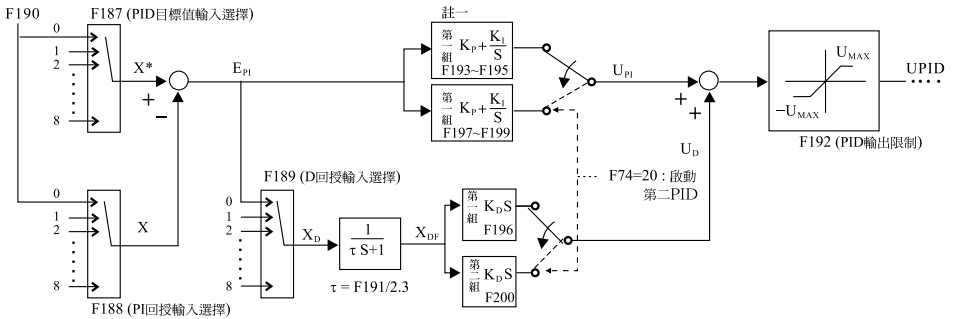 F190
F187 (PID目標值輸入選擇)
0
1
2
8
X*
+
−
E_PI
註一
第一組 K_P + K_I/S
F193~F195
第一組 K_P + K_I/S
F197~F199
U_PI
+
+
U_D
U_MAX
−U_MAX
UPID
F192 (PID輸出限制)
F74=20 : 啟動
第二PID
0
1
2
8
X
F188 (PI回授輸入選擇)
F189 (D回授輸入選擇)
0
1
2
8
X_D
1
τ S+1
τ = F191/2.3
X_DF
第一組 K_D S
F196
第二組 K_D S
F200